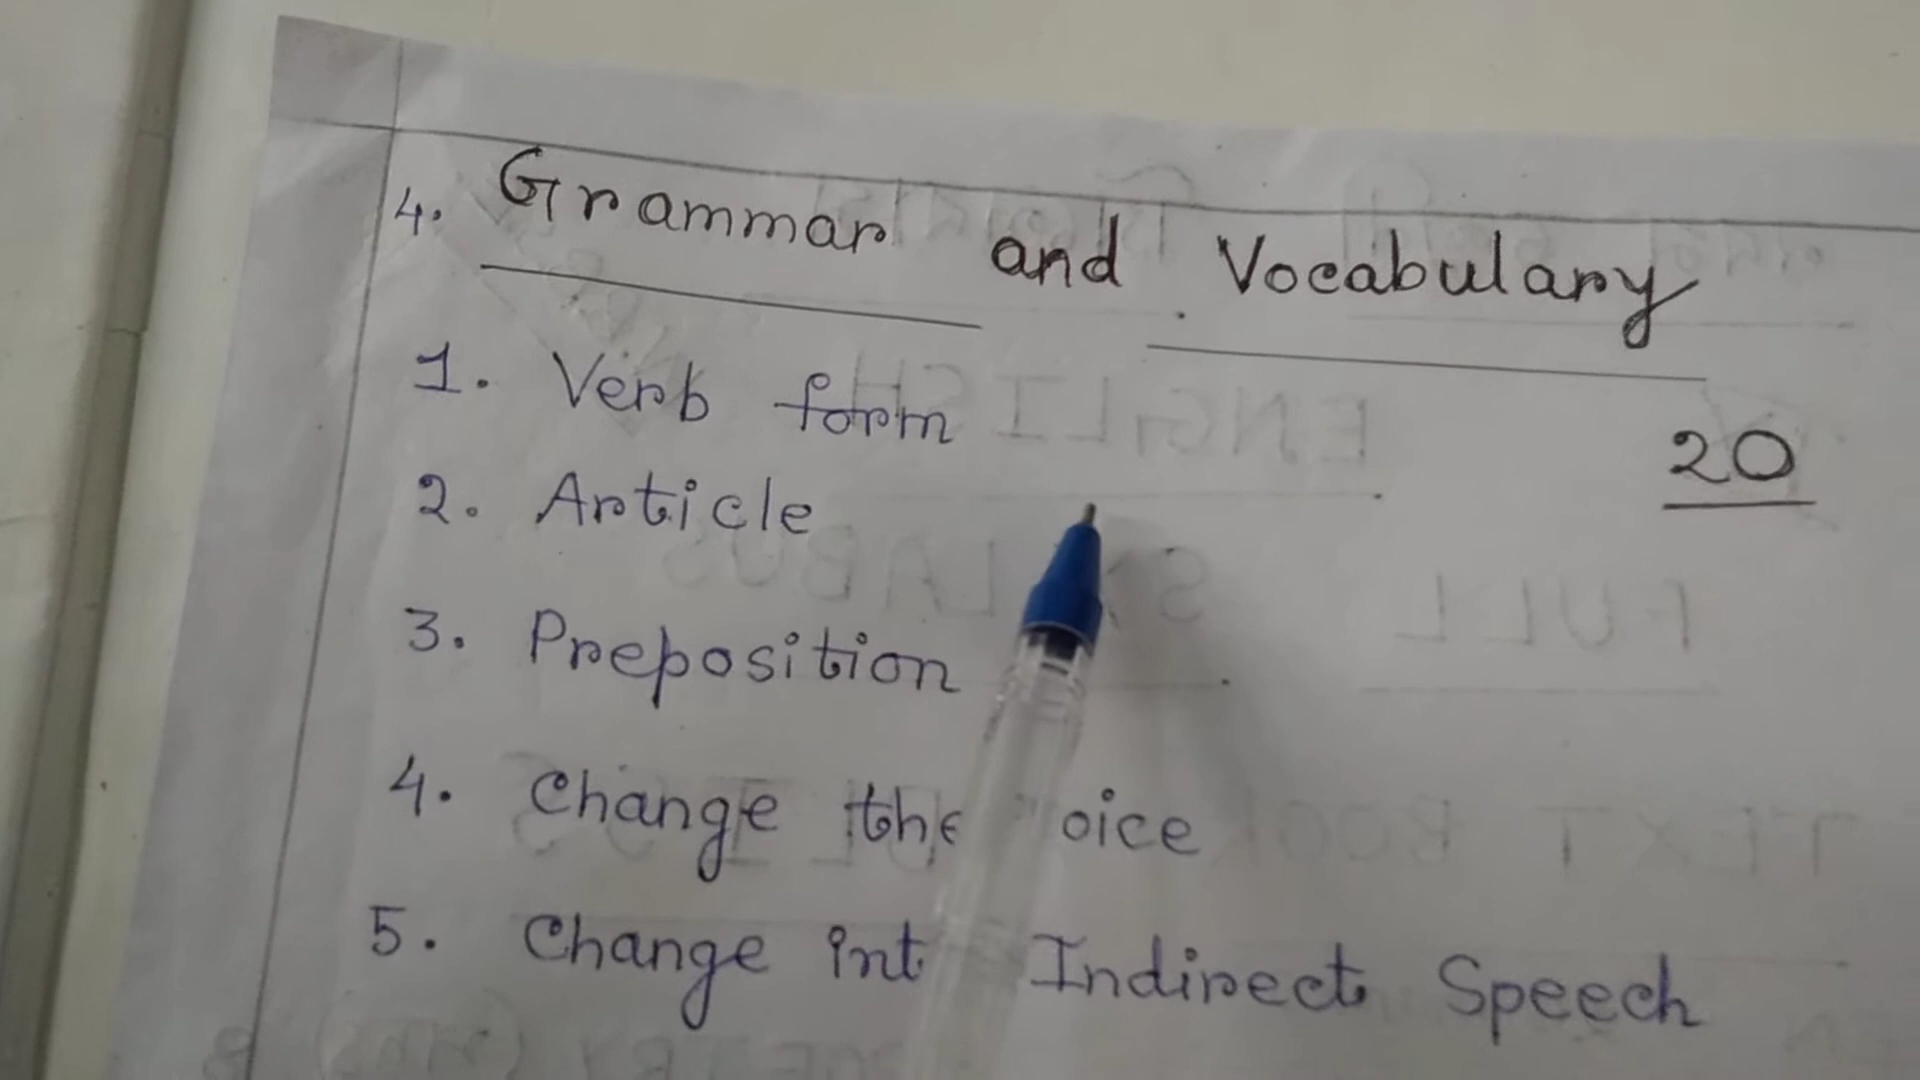 4. Grammar and Vocabulary
1. Verb form
20
2. Article
3. Preposition
4. Change the oice
5. Change int Indirect Speech